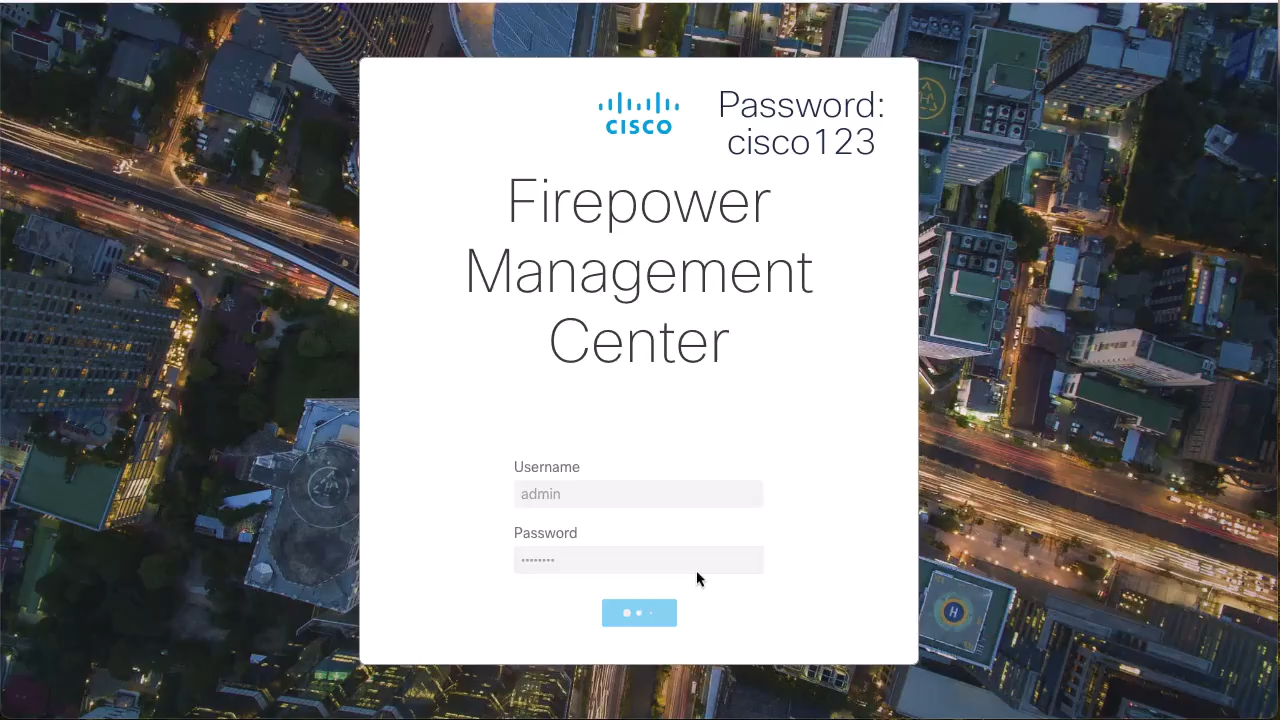 CISCO
Password:
cisco123
Firepower
Management
Center
Username
admin
Password
••••••••
H